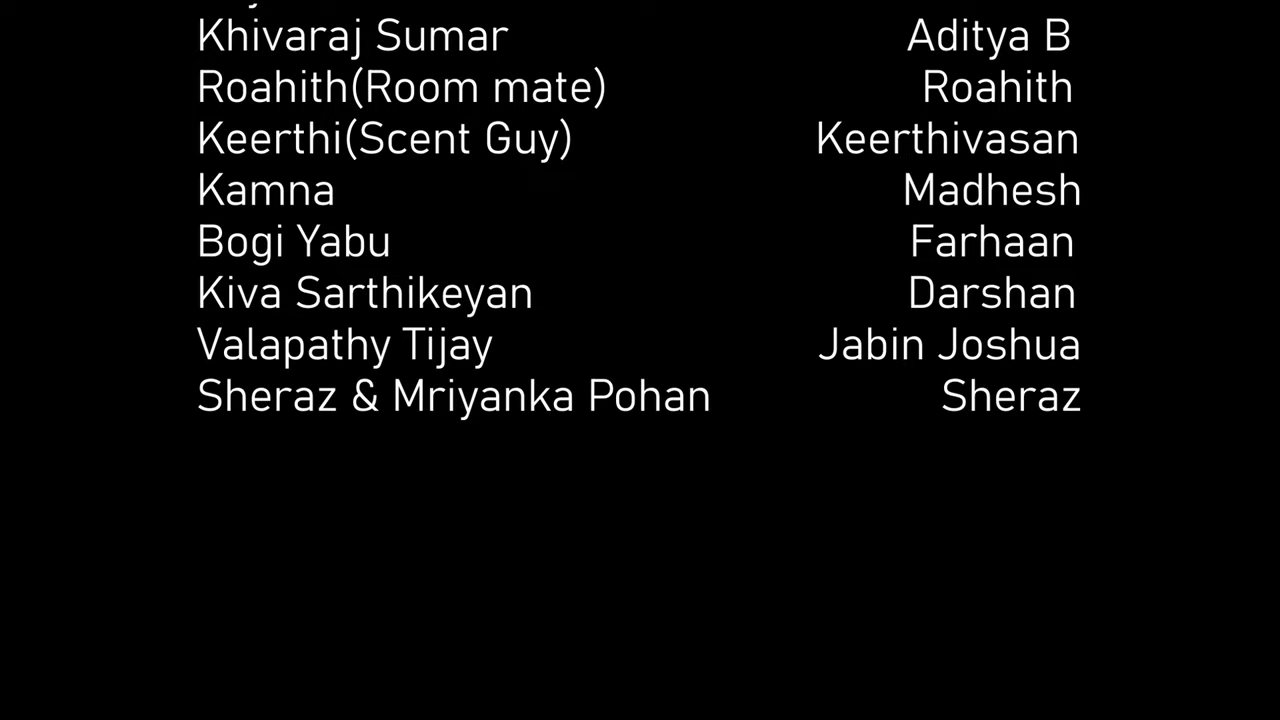 Khivaraj Sumar Aditya B
Roahith(Room mate) Roahith
Keerthi(Scent Guy) Keerthivasan
Kamna Madhesh
Bogi Yabu Farhaan
Kiva Sarthikeyan Darshan
Valapathy Tijay Jabin Joshua
Sheraz & Mriyanka Pohan Sheraz